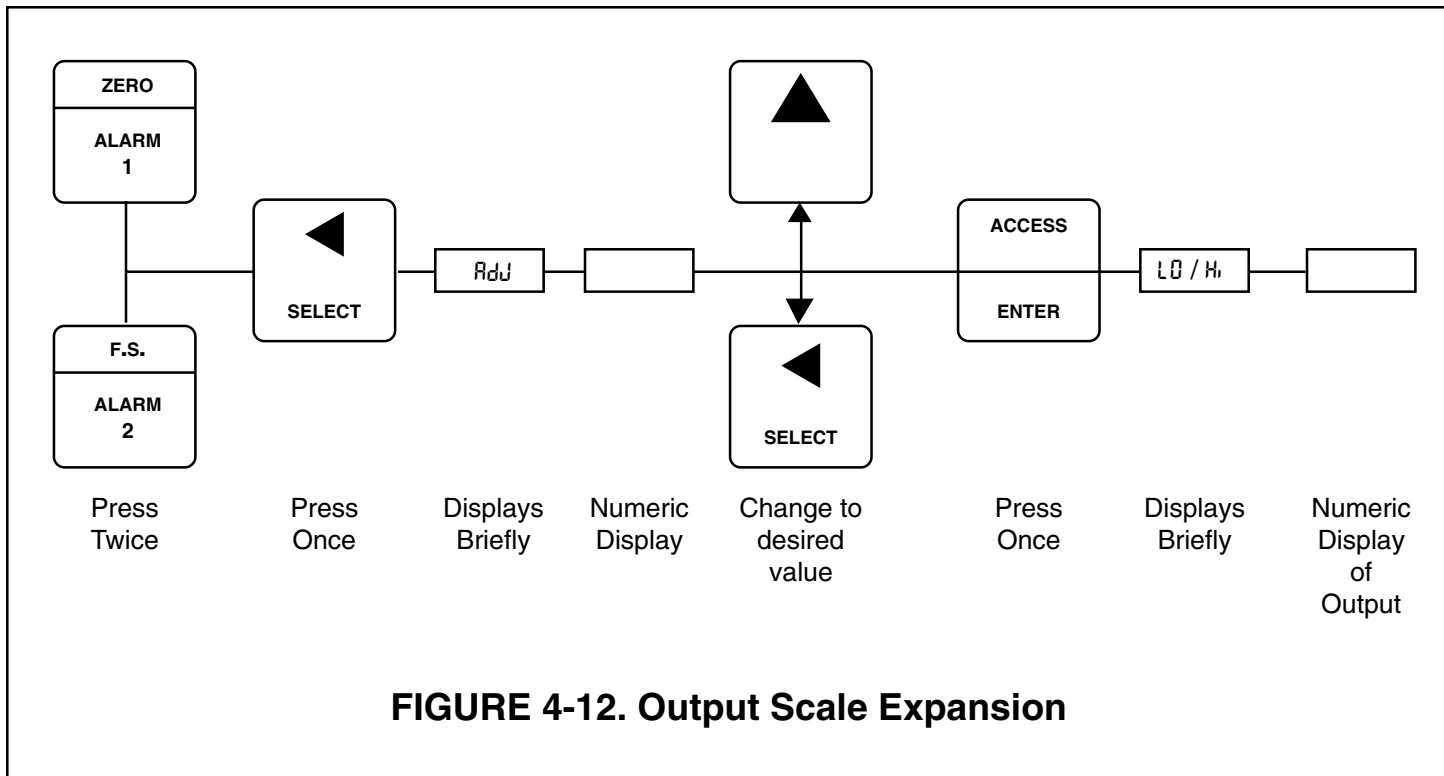 ZERO
ALARM
1
F.S.
ALARM
2
SELECT
AdJ
SELECT
ACCESS
ENTER
LO / Hi
Press
Twice
Press
Once
Displays
Briefly
Numeric
Display
Change to
desired
value
Press
Once
Displays
Briefly
Numeric
Display
of
Output
FIGURE 4-12. Output Scale Expansion